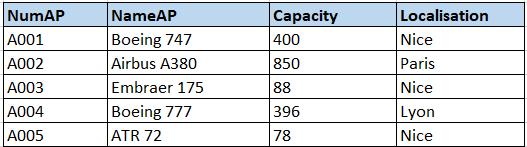 NumAP NameAP Capacity Localisation
A001 Boeing 747 400 Nice
A002 Airbus A380 850 Paris
A003 Embraer 175 88 Nice
A004 Boeing 777 396 Lyon
A005 ATR 72 78 Nice